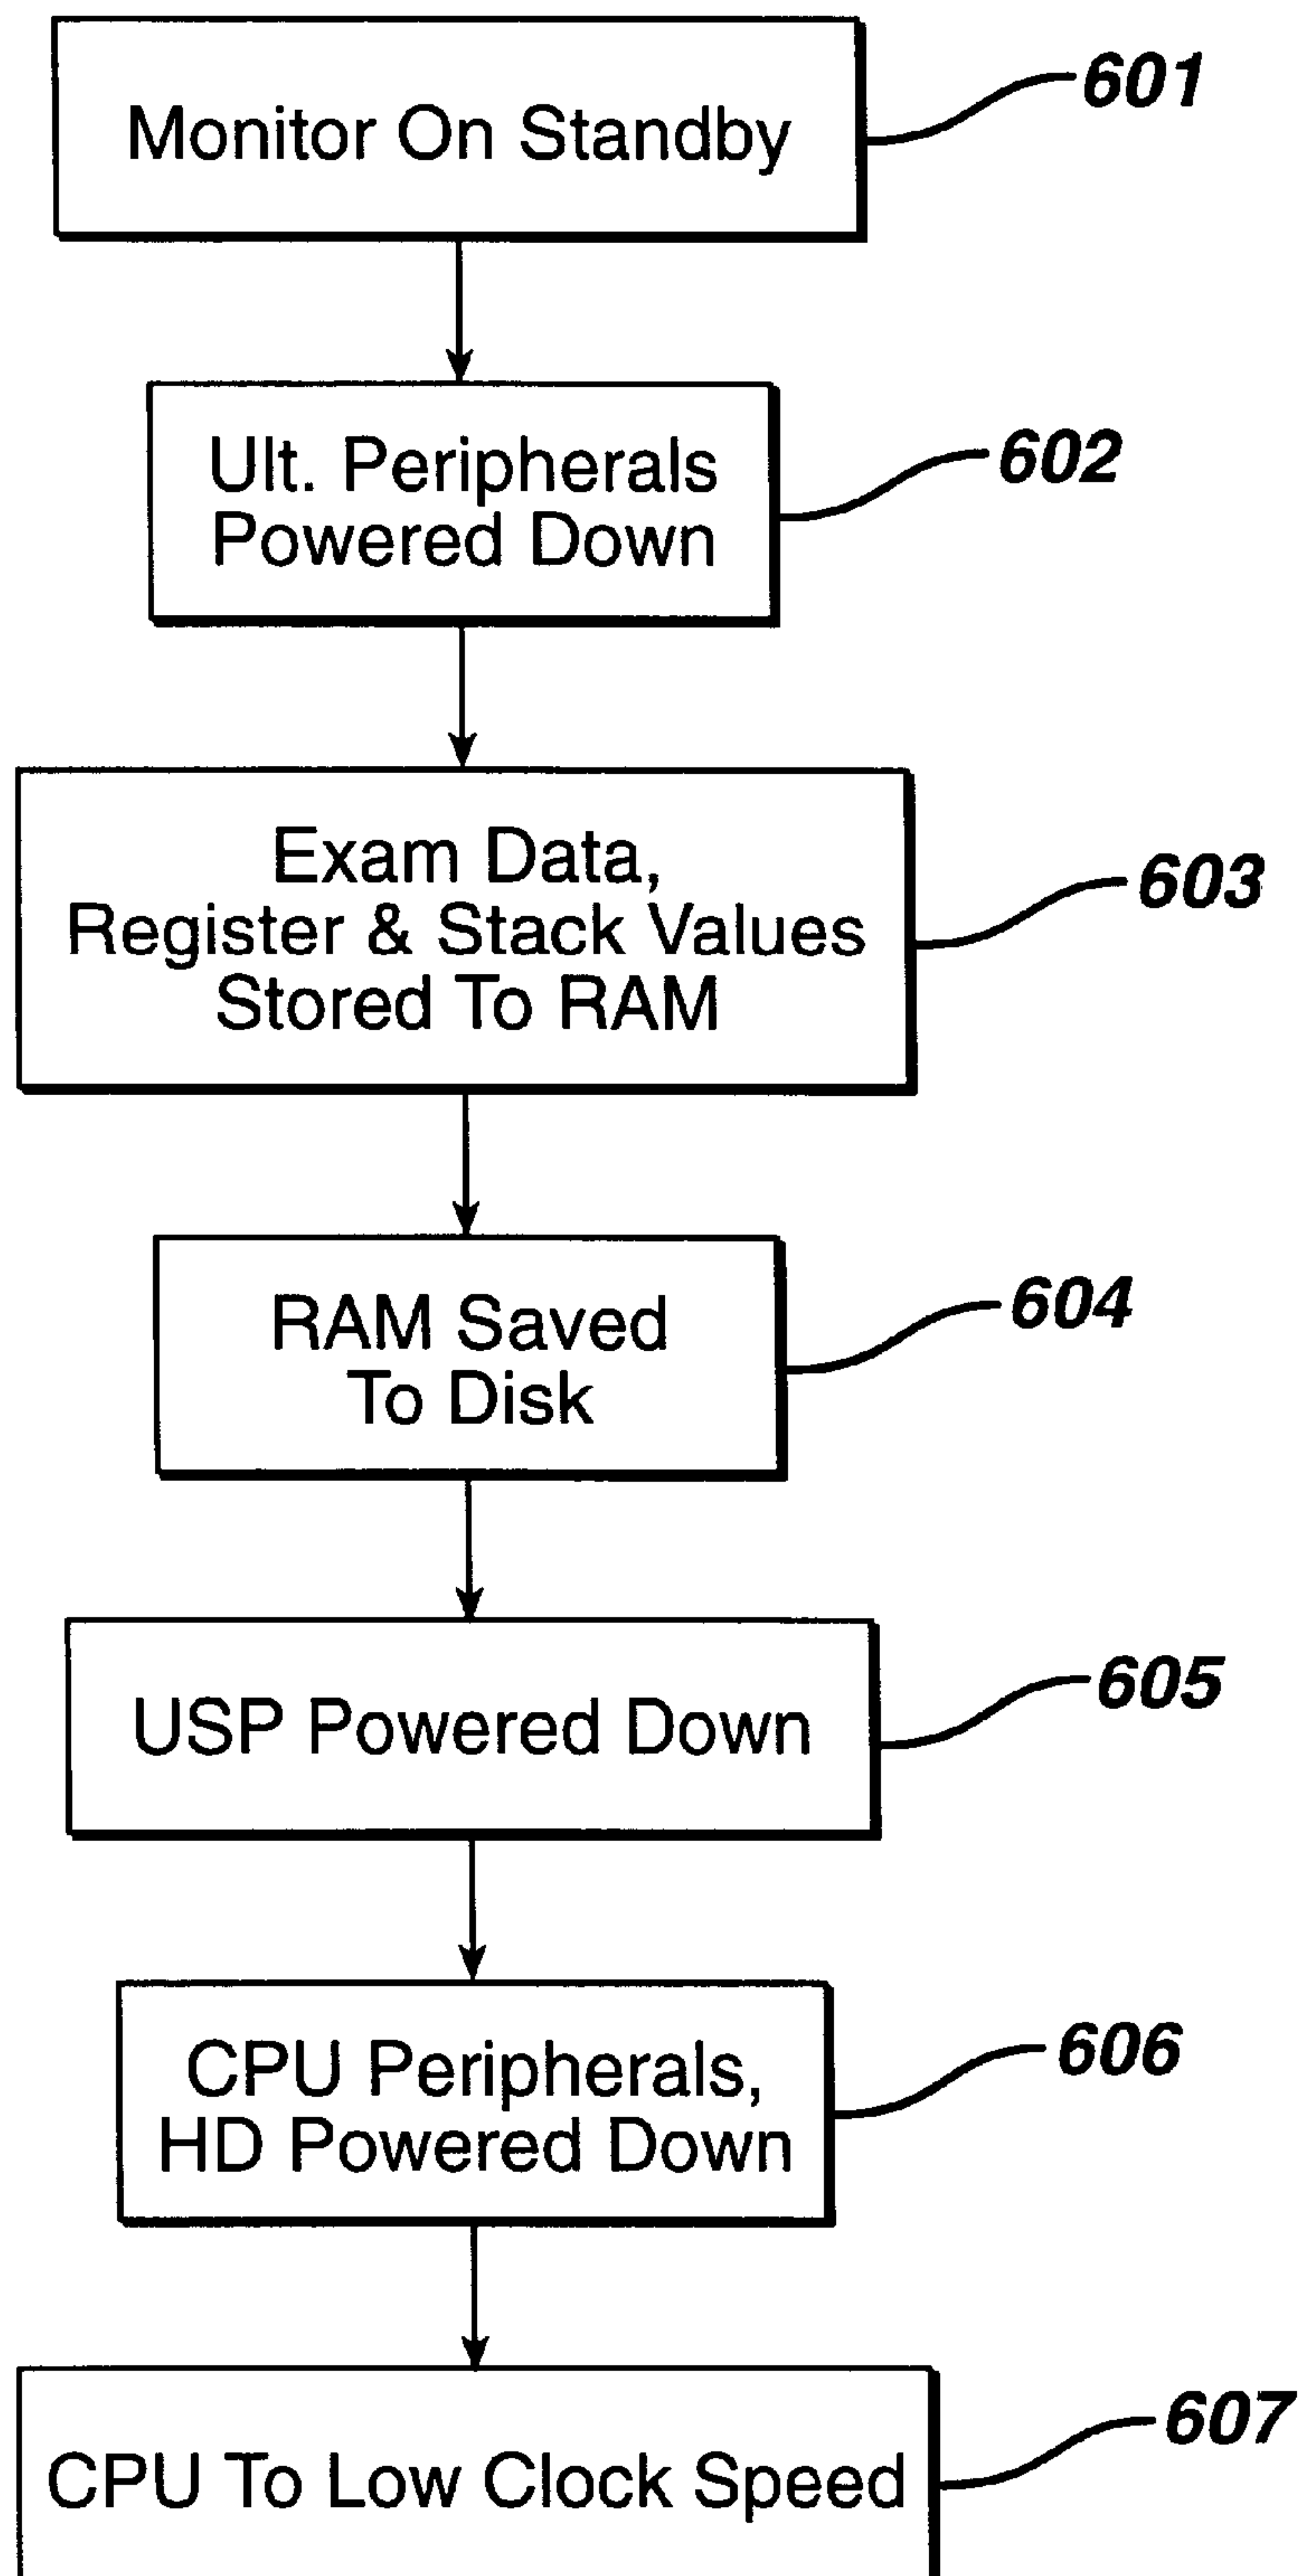 Monitor On Standby
601
Ult. Peripherals
Powered Down
602
Exam Data,
Register & Stack Values
Stored To RAM
603
RAM Saved
To Disk
604
USP Powered Down
605
CPU Peripherals,
HD Powered Down
606
CPU To Low Clock Speed
607